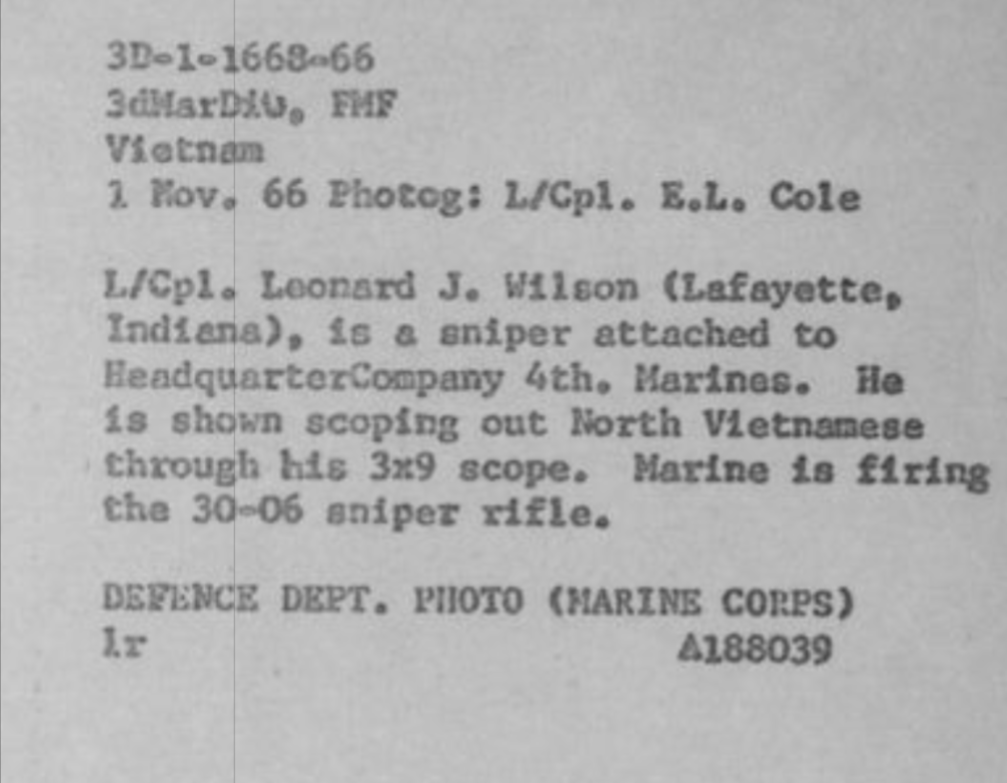 3D-1-1668-66
3dMarDiv, FMF
Vietnam
1 Nov. 66 Photog: L/Cpl. E.L. Cole
L/Cpl. Leonard J. Wilson (Lafayette,
Indiana), is a sniper attached to
HeadquarterCompany 4th. Marines.  He
is shown scoping out North Vietnamese
through his 3x9 scope.  Marine is firing
the 30-06 sniper rifle.
DEFENCE DEPT. PHOTO (MARINE CORPS)
lr A188039